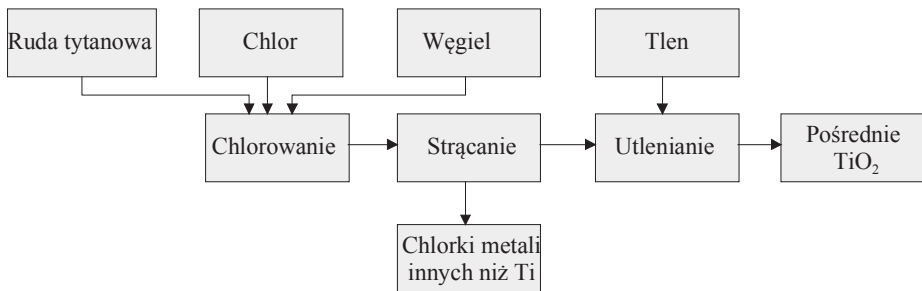 Ruda tytanowa
Chlor
Węgiel
Tlen
Chlorowanie
Strącanie
Utlenianie
Pośrednie
TiO₂
Chlorki metali
innych niż Ti